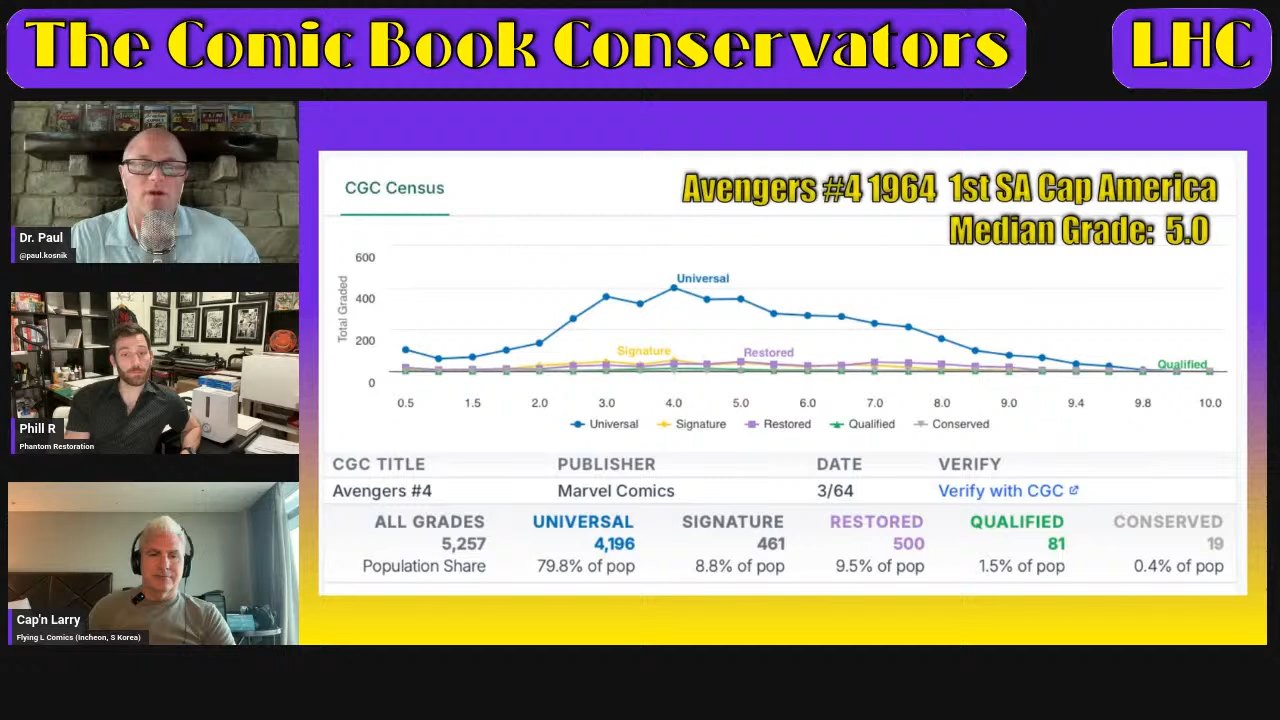 The Comic Book Conservators
LHC
Dr. Paul
@paul.kosnik
Phill R
Phantom Restoration
Cap'n Larry
Flying L Comics (Incheon, S Korea)
CGC Census
Avengers #4 1964 1st SA Cap America
Median Grade: 5.0
Total Graded
600
400
200
0
Universal
Signature
Restored
Qualified
0.5 1.5 2.0 3.0 4.0 5.0 6.0 7.0 8.0 9.0 9.4 9.8 10.0
Universal Signature Restored Qualified Conserved
CGC TITLE PUBLISHER DATE VERIFY
Avengers #4 Marvel Comics 3/64 Verify with CGC
ALL GRADES UNIVERSAL SIGNATURE RESTORED QUALIFIED CONSERVED
5,257 4,196 461 500 81 19
Population Share 79.8% of pop 8.8% of pop 9.5% of pop 1.5% of pop 0.4% of pop